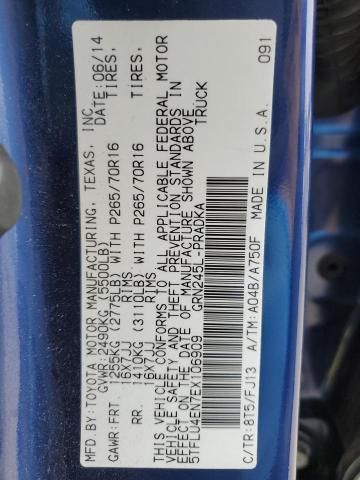 MFD.BY:TOYOTA MOTOR MANUFACTURING, TEXAS, INC.
GVWR:2490KG (5500LB) DATE:06/14
GAWR:FRT. 1255KG (2775LB) WITH P265/70R16 TIRES,
16X7JJ RIMS
RR. 1410KG (3110LB) WITH P265/70R16 TIRES,
16X7JJ RIMS
THIS VEHICLE CONFORMS TO ALL APPLICABLE FEDERAL MOTOR
VEHICLE SAFETY AND THEFT PREVENTION STANDARDS IN
EFFECT ON THE DATE OF MANUFACTURE SHOWN ABOVE.
5TFLU4EN7EX106909 TRUCK
GRN245L-PRADKA 091
C/TR:8T5/FJ13 A/TM:A04B/A750F MADE IN U.S.A.